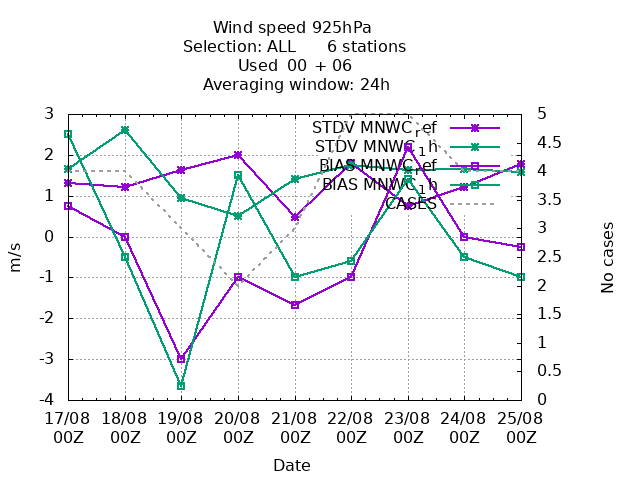 Wind speed 925hPa
Selection: ALL 6 stations
Used 00 + 06
Averaging window: 24h
3
2
1
0
-1
-2
-3
-4
m/s
5
4.5
4
3.5
3
2.5
2
1.5
1
0.5
0
No cases
STDV MNWC_ref
STDV MNWC_1h
BIAS MNWC_ref
BIAS MNWC_1h
CASES
17/08 18/08 19/08 20/08 21/08 22/08 23/08 24/08 25/08
00Z 00Z 00Z 00Z 00Z 00Z 00Z 00Z 00Z
Date